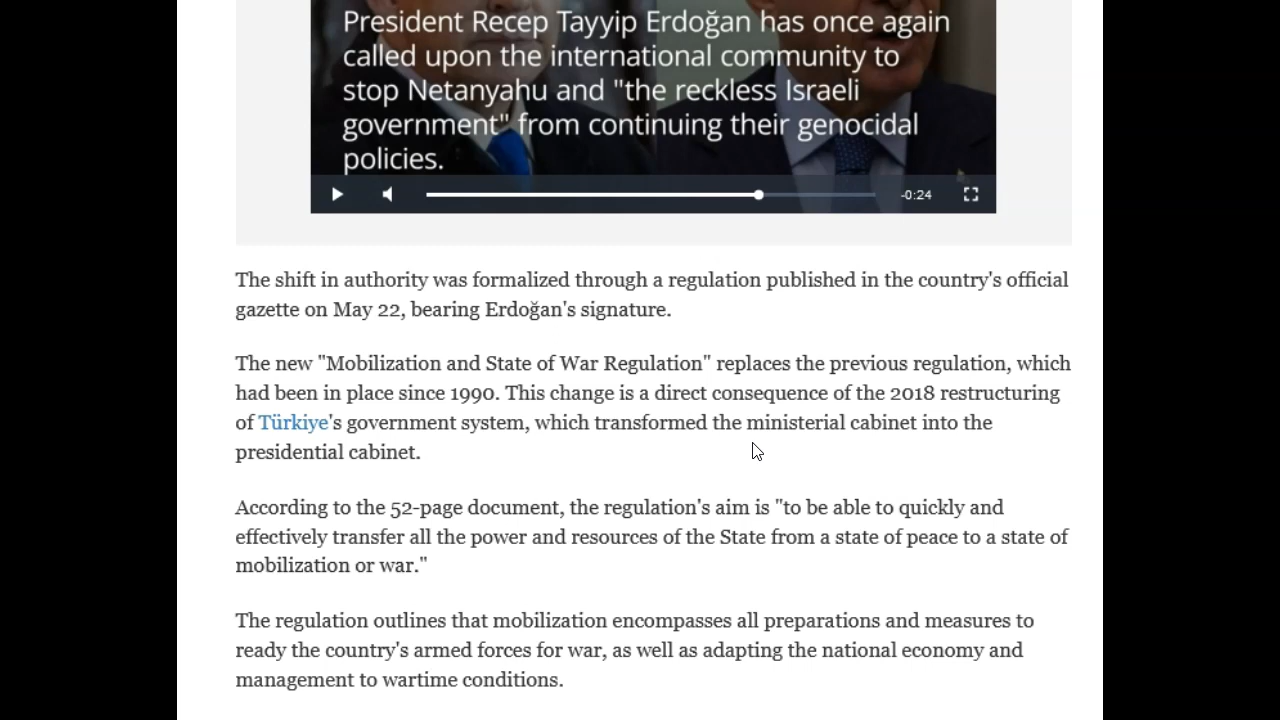 President Recep Tayyip Erdoğan has once again
called upon the international community to
stop Netanyahu and "the reckless Israeli
government" from continuing their genocidal
policies.
-0:24
The shift in authority was formalized through a regulation published in the country's official
gazette on May 22, bearing Erdoğan's signature.
The new "Mobilization and State of War Regulation" replaces the previous regulation, which
had been in place since 1990. This change is a direct consequence of the 2018 restructuring
of Türkiye's government system, which transformed the ministerial cabinet into the
presidential cabinet.
According to the 52-page document, the regulation's aim is "to be able to quickly and
effectively transfer all the power and resources of the State from a state of peace to a state of
mobilization or war."
The regulation outlines that mobilization encompasses all preparations and measures to
ready the country's armed forces for war, as well as adapting the national economy and
management to wartime conditions.